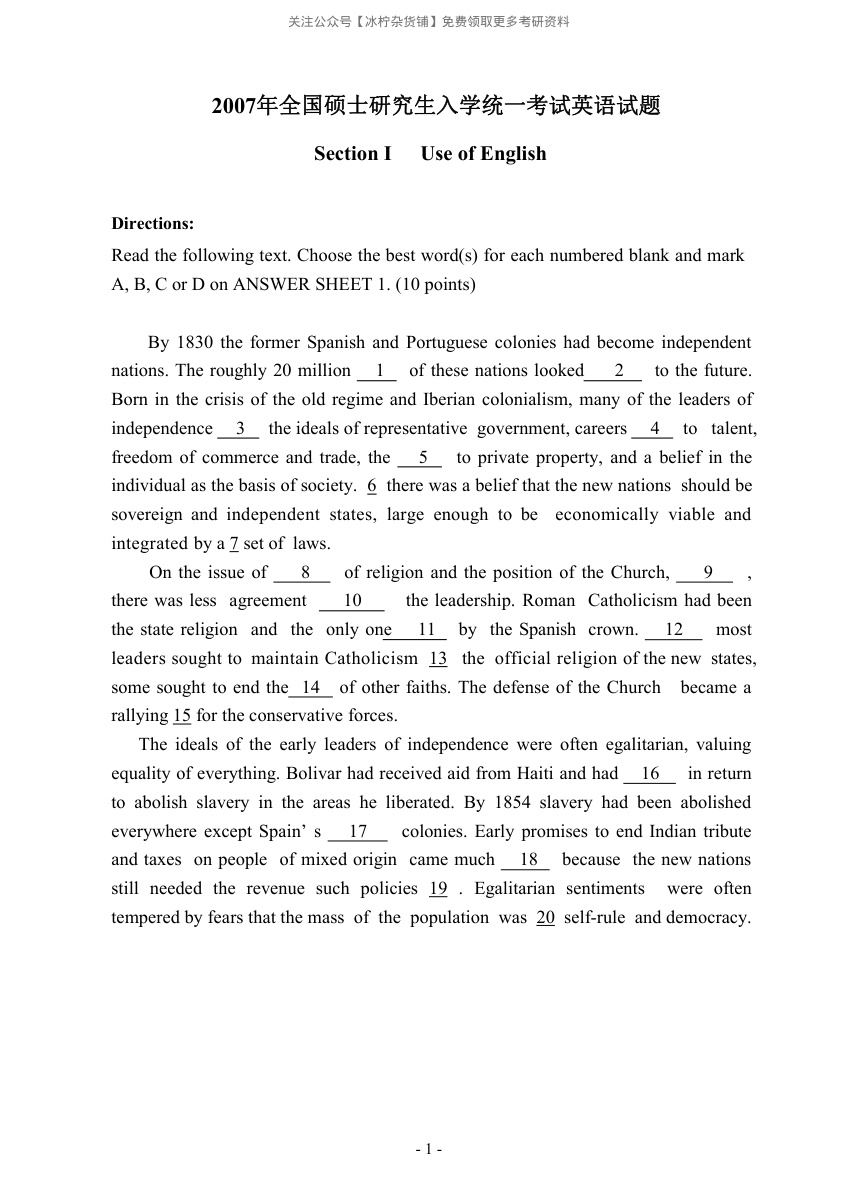 关注公众号【冰柠杂货铺】免费领取更多考研资料
2007年全国硕士研究生入学统一考试英语试题
Section I Use of English
Directions:
Read the following text. Choose the best word(s) for each numbered blank and mark
A, B, C or D on ANSWER SHEET 1. (10 points)
By 1830 the former Spanish and Portuguese colonies had become independent
nations. The roughly 20 million 1 of these nations looked 2 to the future.
Born in the crisis of the old regime and Iberian colonialism, many of the leaders of
independence 3 the ideals of representative government, careers 4 to talent,
freedom of commerce and trade, the 5 to private property, and a belief in the
individual as the basis of society. 6 there was a belief that the new nations should be
sovereign and independent states, large enough to be economically viable and
integrated by a 7 set of laws.
On the issue of 8 of religion and the position of the Church, 9 ,
there was less agreement 10 the leadership. Roman Catholicism had been
the state religion and the only one 11 by the Spanish crown. 12 most
leaders sought to maintain Catholicism 13 the official religion of the new states,
some sought to end the 14 of other faiths. The defense of the Church became a
rallying 15 for the conservative forces.
The ideals of the early leaders of independence were often egalitarian, valuing
equality of everything. Bolivar had received aid from Haiti and had 16 in return
to abolish slavery in the areas he liberated. By 1854 slavery had been abolished
everywhere except Spain' s 17 colonies. Early promises to end Indian tribute
and taxes on people of mixed origin came much 18 because the new nations
still needed the revenue such policies 19 . Egalitarian sentiments were often
tempered by fears that the mass of the population was 20 self-rule and democracy.
- 1 -